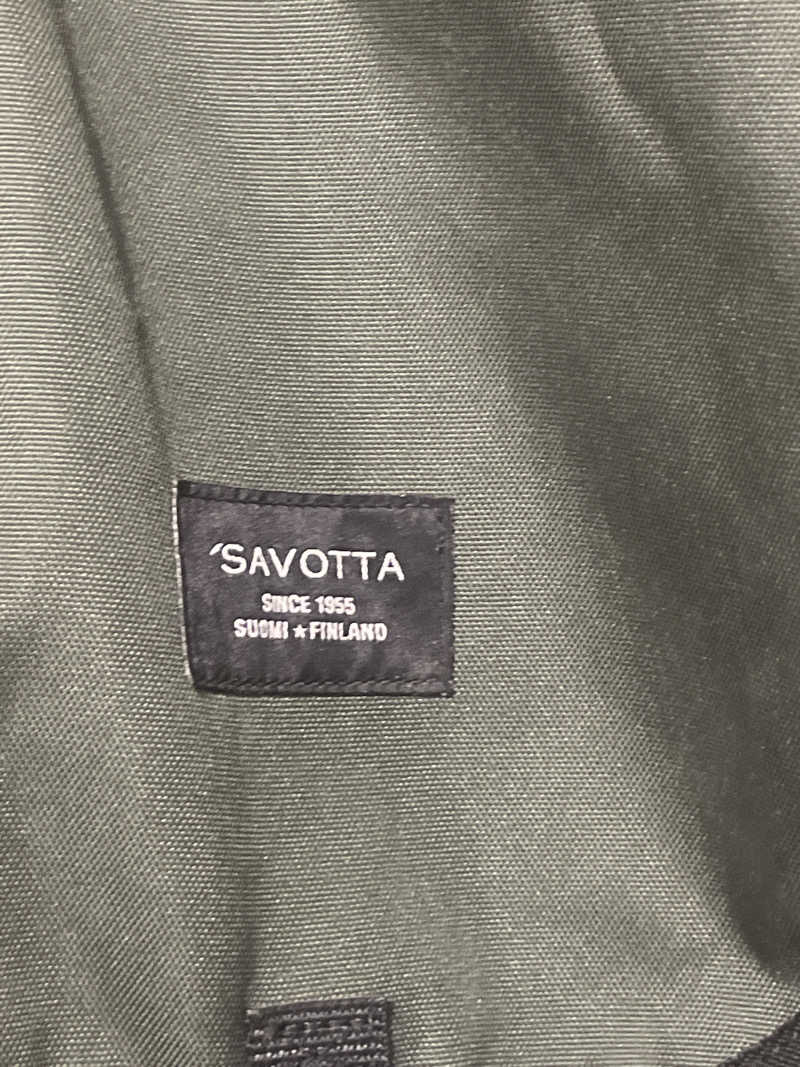 'SAVOTTA
SINCE 1955
SUOMI ★ FINLAND